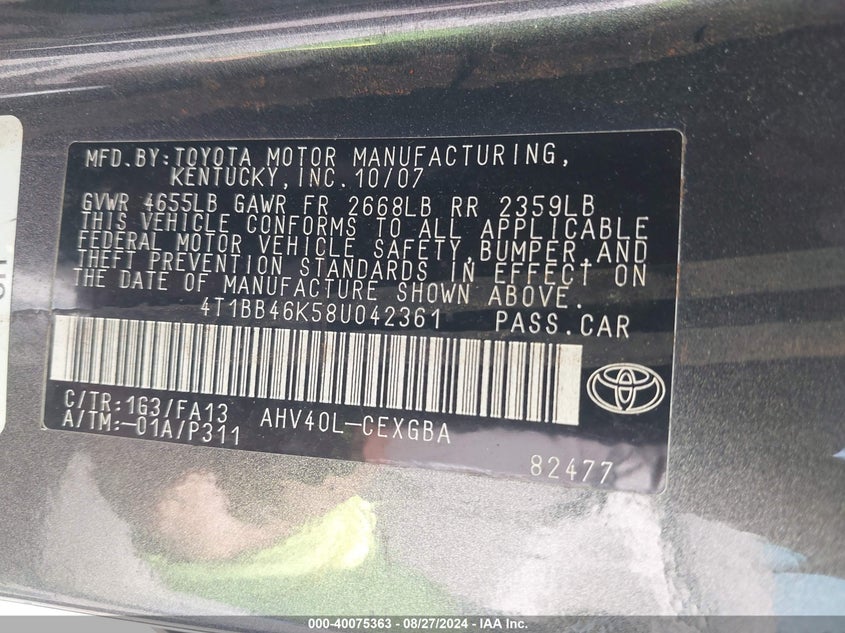 MFD.BY:TOYOTA MOTOR MANUFACTURING,
KENTUCKY,INC.10/07
GVWR 4655LB GAWR FR 2668LB RR 2359LB
THIS VEHICLE CONFORMS TO ALL APPLICABLE
FEDERAL MOTOR VEHICLE SAFETY,BUMPER,AND
THEFT PREVENTION STANDARDS IN EFFECT ON
THE DATE OF MANUFACTURE SHOWN ABOVE.
4T1BB46K58U042361 PASS.CAR
C/TR:1G3/FA13
A/TM:-01A/P311 AHV40L-CEXGBA
82477
000-40075363 - 08/27/2024 - IAA Inc.